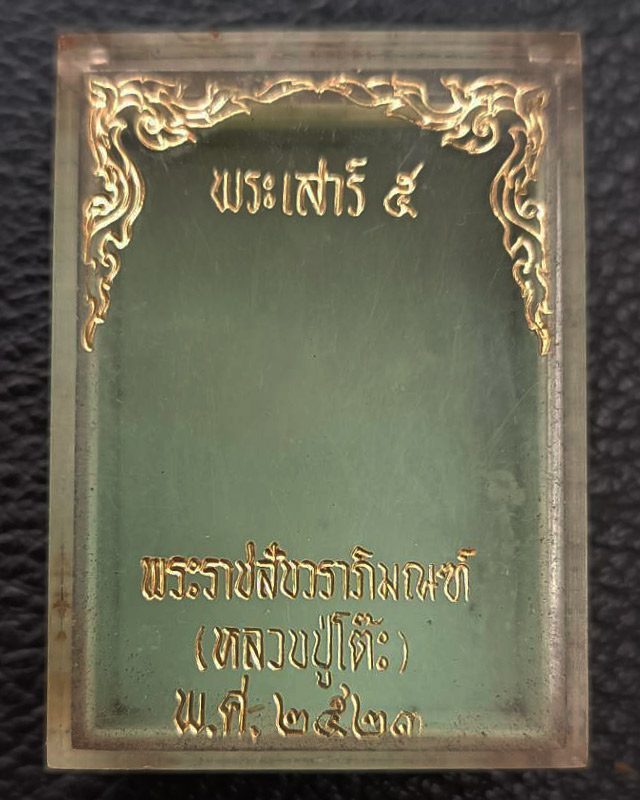 พระเสาร์ ๕
พระราชสังวราภิมณฑ์
(หลวงปู่โต๊ะ)
พ.ศ. ๒๕๒๓